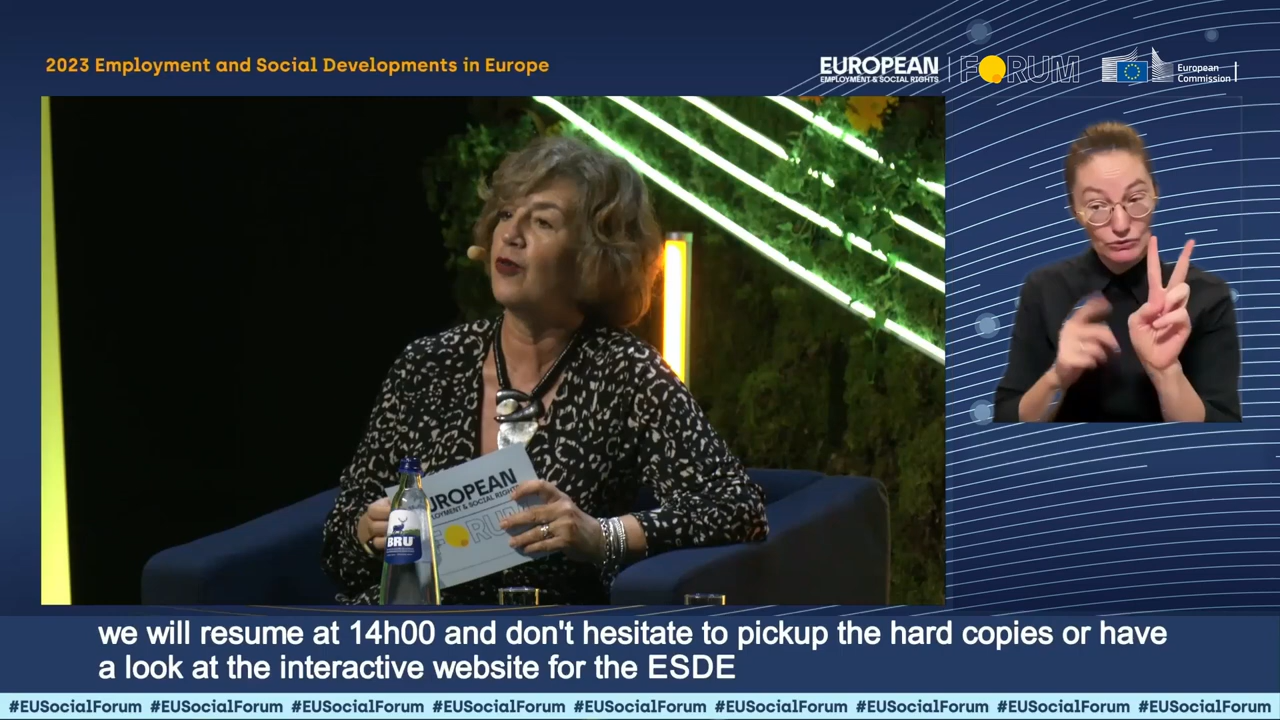 2023 Employment and Social Developments in Europe
EUROPEAN
EMPLOYMENT & SOCIAL RIGHTS
FORUM
European
Commission
EUROPEAN
EMPLOYMENT & SOCIAL RIGHTS
FORUM
BRU
we will resume at 14h00 and don't hesitate to pickup the hard copies or have
a look at the interactive website for the ESDE
#EUSocialForum #EUSocialForum #EUSocialForum #EUSocialForum #EUSocialForum #EUSocialForum #EUSocialForum #EUSocialForum #EUSocialForum